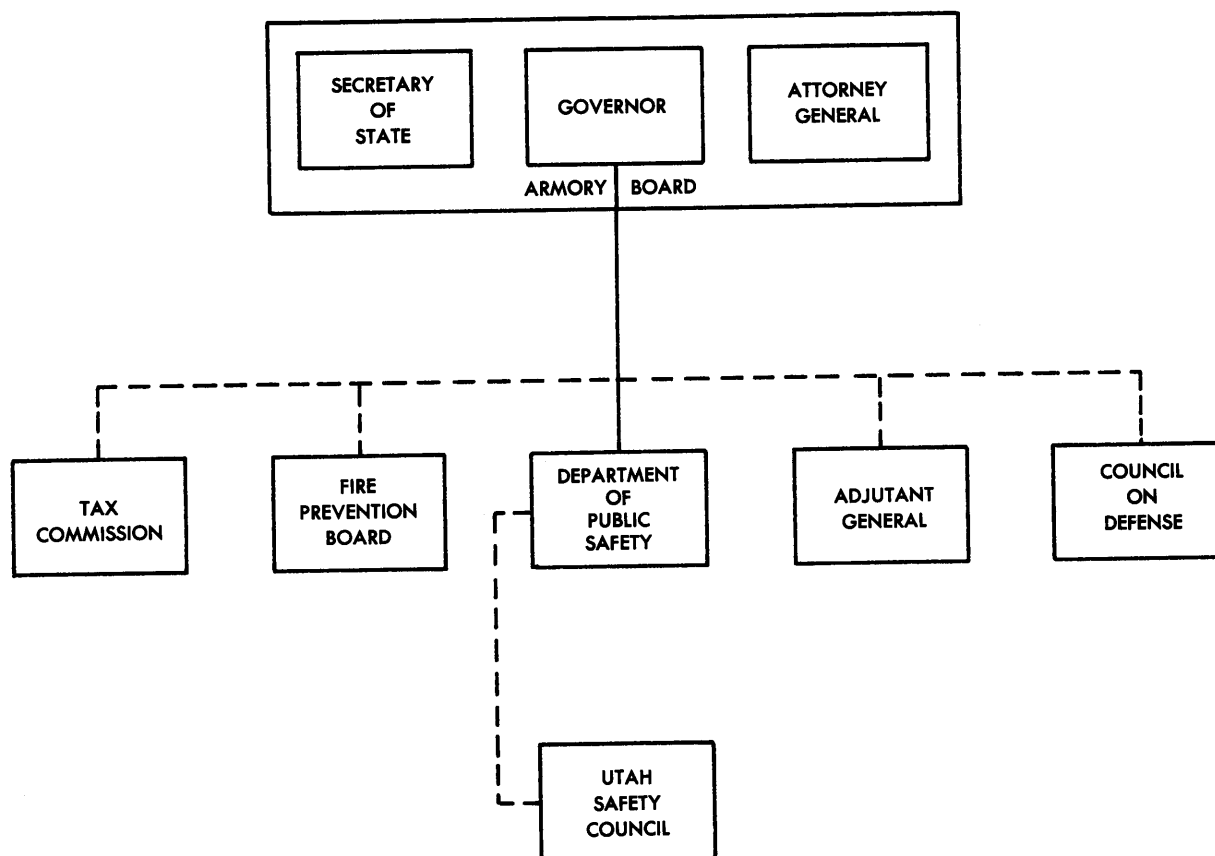 SECRETARY
OF
STATE
GOVERNOR
ATTORNEY
GENERAL
ARMORY BOARD
TAX
COMMISSION
FIRE
PREVENTION
BOARD
DEPARTMENT
OF
PUBLIC
SAFETY
ADJUTANT
GENERAL
COUNCIL
ON
DEFENSE
UTAH
SAFETY
COUNCIL